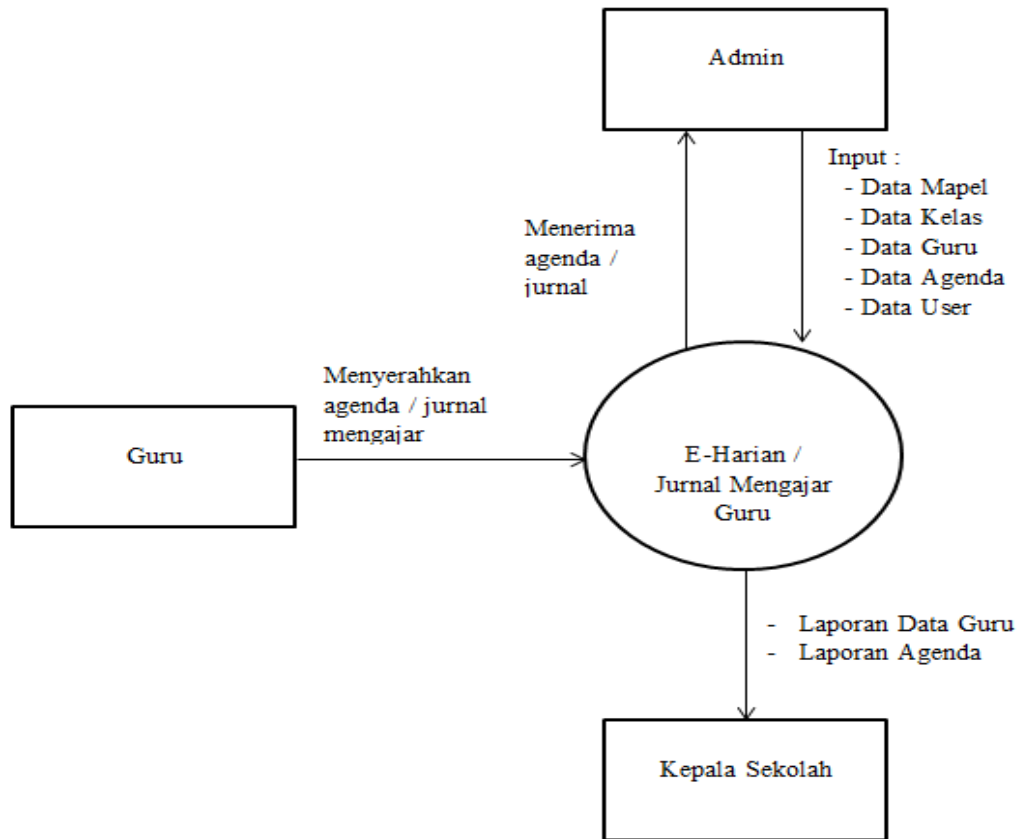 Admin
Input :
- Data Mapel
- Data Kelas
- Data Guru
- Data Agenda
- Data User
Menerima
agenda /
jurnal
Menyerahkan
agenda / jurnal
mengajar
Guru
E-Harian /
Jurnal Mengajar
Guru
- Laporan Data Guru
- Laporan Agenda
Kepala Sekolah